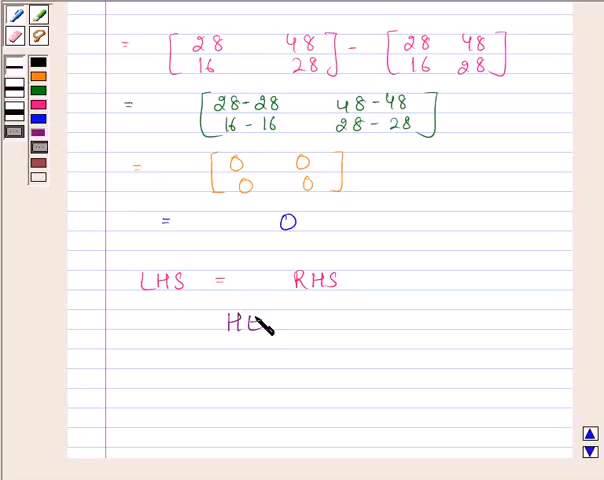 = [ 28 48 ] - [ 28 48 ]
16 28 16 28
= [ 28 - 28 48 - 48 ]
16 - 16 28 - 28
= [ 0 0 ]
0 0
= 0
LHS = RHS